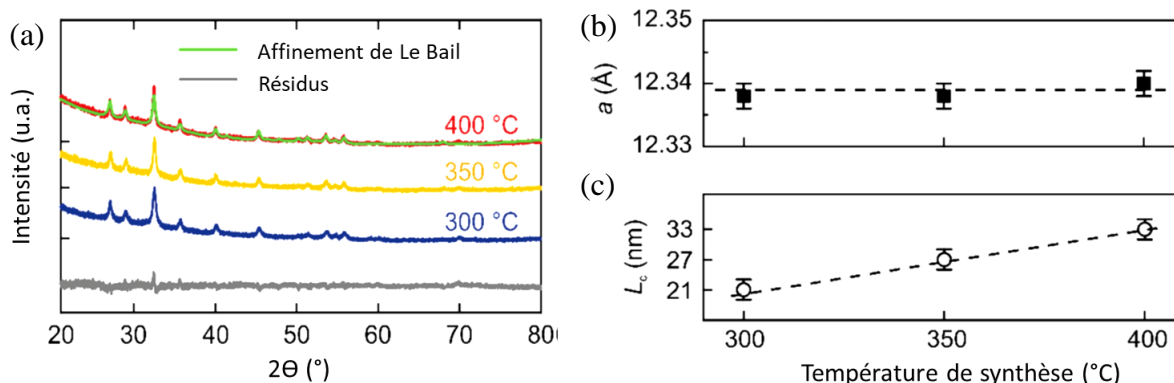 (a)
Affinement de Le Bail
Résidus
400 °C
350 °C
300 °C
Intensité (u.a.)
20 30 40 50 60 70 80
2Θ (°)
(b)
12.35
12.34
12.33
a (Å)
(c)
33
27
21
Lc (nm)
300 350 400
Température de synthèse (°C)